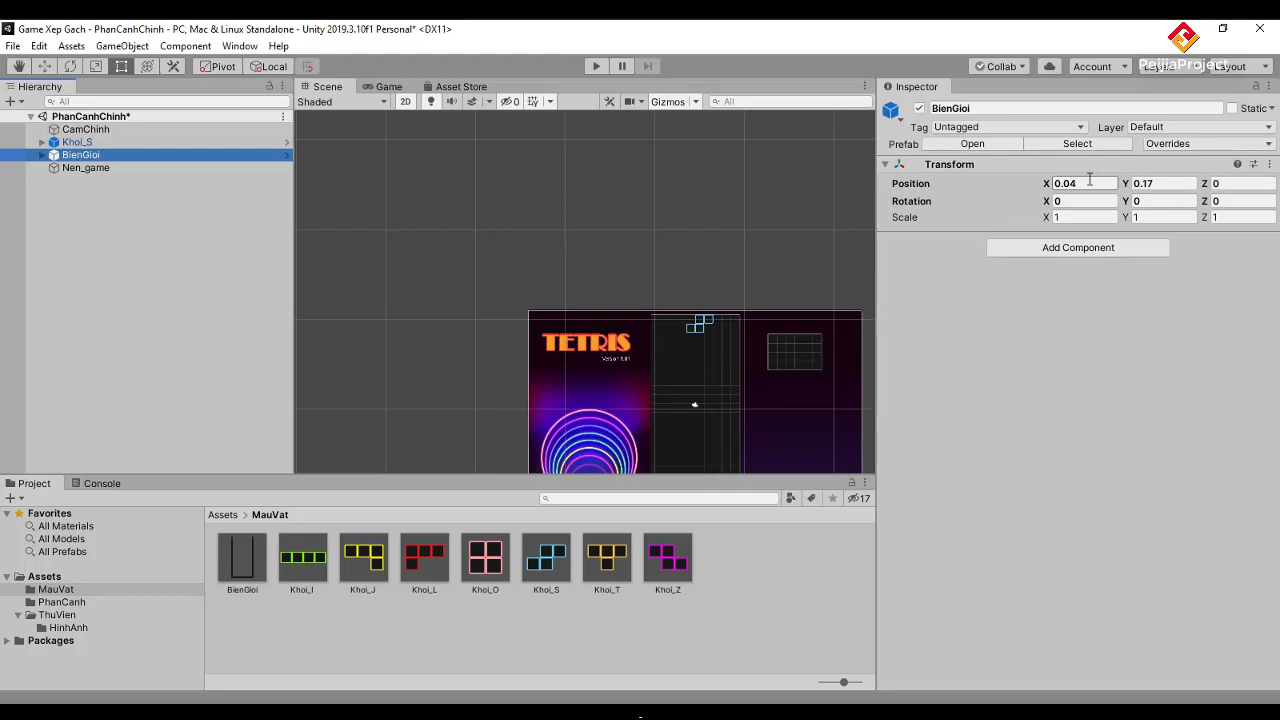 Game Xep Gach - PhanCanhChinh - PC, Mac & Linux Standalone - Unity 2019.3.10f1 Personal* <DX11>
File Edit Assets GameObject Component Window Help
Pivot Local Collab Account Layout
ReijiaProject
Hierarchy
All
PhanCanhChinh*
CamChinh
Khoi_S
BienGioi
Nen_game
Scene Game Asset Store
Shaded 2D 0 Gizmos All
TETRIS
Inspector
BienGioi Static
Tag Untagged Layer Default
Prefab Open Select Overrides
Transform
Position X 0.04 Y 0.17 Z 0
Rotation X 0 Y 0 Z 0
Scale X 1 Y 1 Z 1
Add Component
Project Console
17
Favorites
All Materials
All Models
All Prefabs
Assets
MauVat
PhanCanh
ThuVien
HinhAnh
Packages
Assets MauVat
BienGioi Khoi_I Khoi_J Khoi_L Khoi_O Khoi_S Khoi_T Khoi_Z